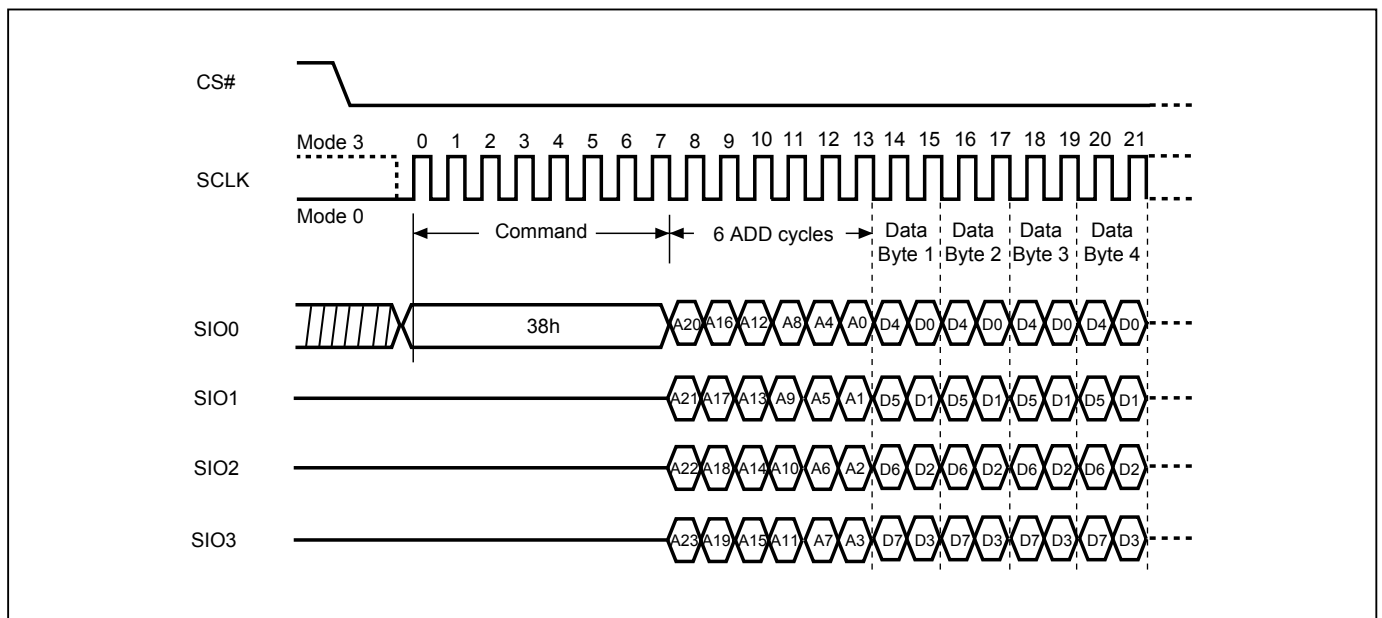 CS#
Mode 3
0 1 2 3 4 5 6 7 8 9 10 11 12 13 14 15 16 17 18 19 20 21
SCLK
Mode 0
Command
6 ADD cycles
Data Byte 1
Data Byte 2
Data Byte 3
Data Byte 4
SIO0
38h
A20 A16 A12 A8 A4 A0 D4 D0 D4 D0 D4 D0 D4 D0
SIO1
A21 A17 A13 A9 A5 A1 D5 D1 D5 D1 D5 D1 D5 D1
SIO2
A22 A18 A14 A10 A6 A2 D6 D2 D6 D2 D6 D2 D6 D2
SIO3
A23 A19 A15 A11 A7 A3 D7 D3 D7 D3 D7 D3 D7 D3